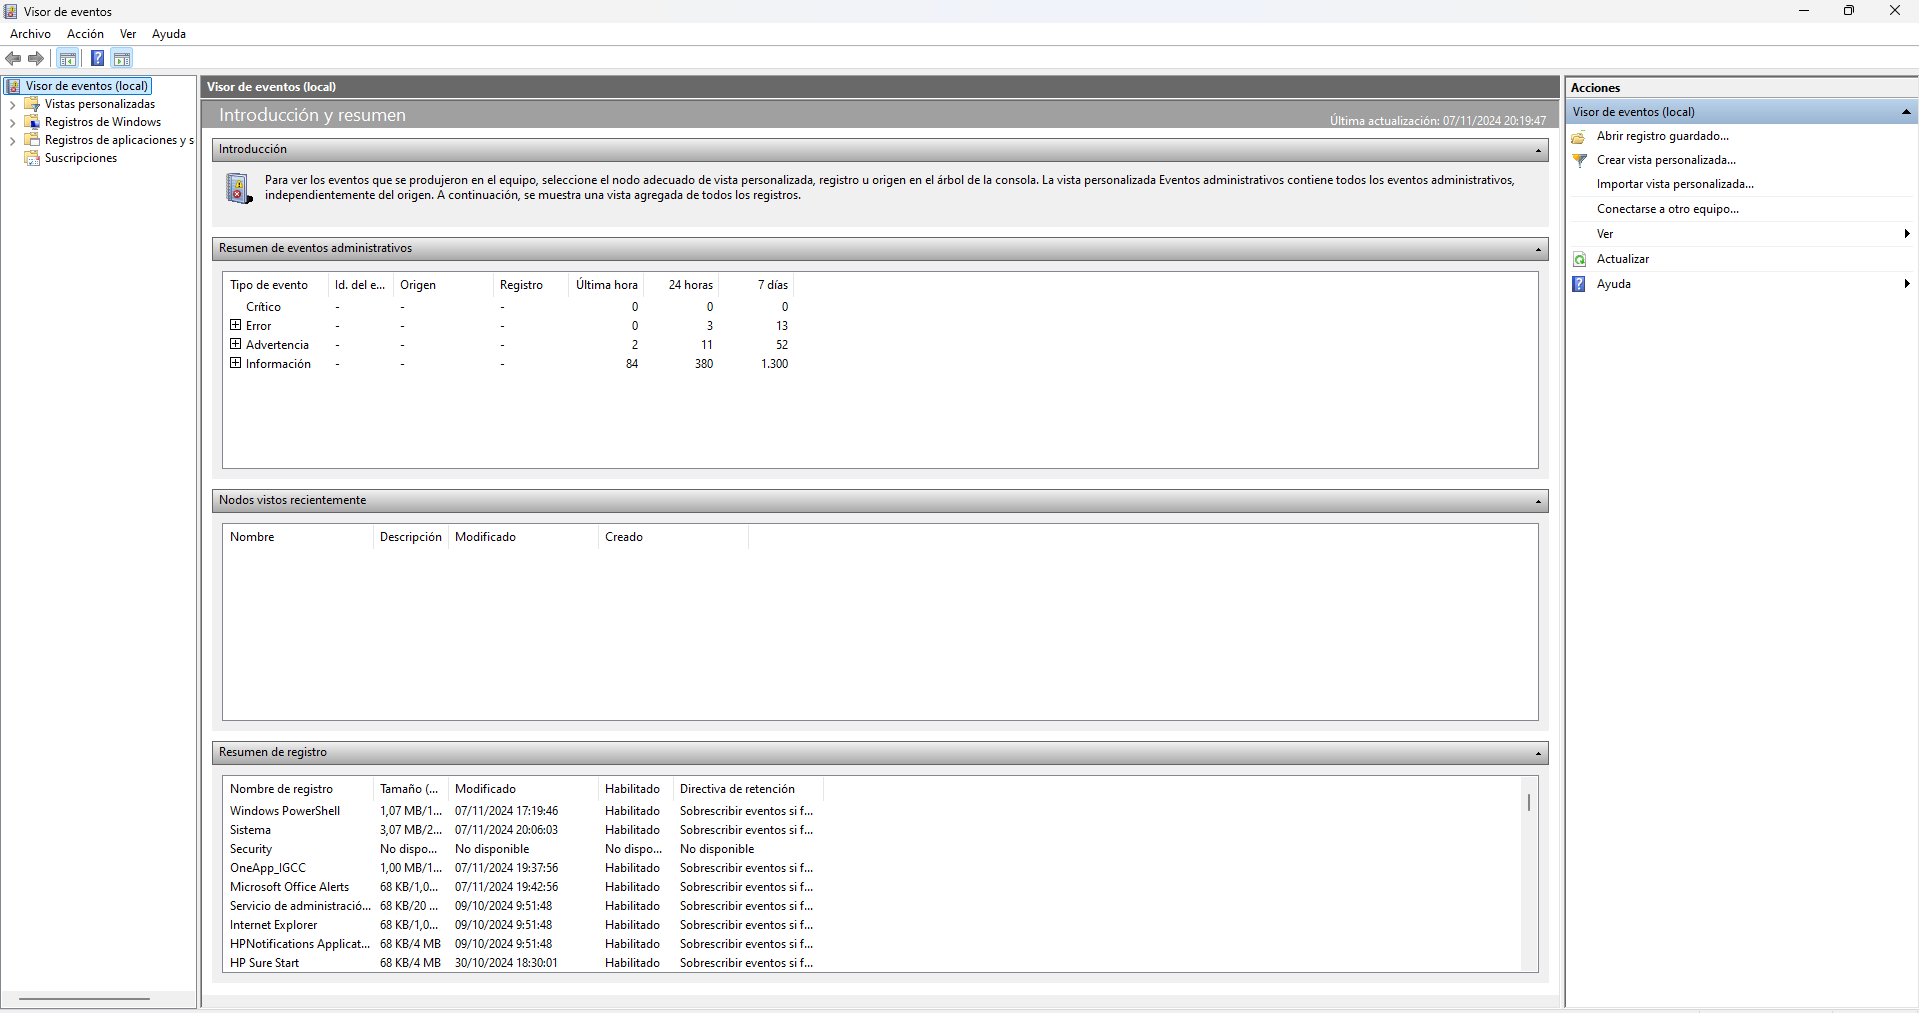 Visor de eventos
Archivo Acción Ver Ayuda
Visor de eventos (local)
Vistas personalizadas
Registros de Windows
Registros de aplicaciones y s
Suscripciones
Visor de eventos (local)
Introducción y resumen
Última actualización: 07/11/2024 20:19:47
Introducción
Para ver los eventos que se produjeron en el equipo, seleccione el nodo adecuado de vista personalizada, registro u origen en el árbol de la consola. La vista personalizada Eventos administrativos contiene todos los eventos administrativos,
independientemente del origen. A continuación, se muestra una vista agregada de todos los registros.
Resumen de eventos administrativos
Tipo de evento Id. del e... Origen Registro Última hora 24 horas 7 días
Crítico - - - 0 0 0
Error - - - 0 3 13
Advertencia - - - 2 11 52
Información - - - 84 380 1.300
Nodos vistos recientemente
Nombre Descripción Modificado Creado
Resumen de registro
Nombre de registro Tamaño (... Modificado Habilitado Directiva de retención
Windows PowerShell 1,07 MB/1... 07/11/2024 17:19:46 Habilitado Sobrescribir eventos si f...
Sistema 3,07 MB/2... 07/11/2024 20:06:03 Habilitado Sobrescribir eventos si f...
Security No dispo... No disponible No dispo... No disponible
OneApp_IGCC 1,00 MB/1... 07/11/2024 19:37:56 Habilitado Sobrescribir eventos si f...
Microsoft Office Alerts 68 KB/1,0... 07/11/2024 19:42:56 Habilitado Sobrescribir eventos si f...
Servicio de administració... 68 KB/20 ... 09/10/2024 9:51:48 Habilitado Sobrescribir eventos si f...
Internet Explorer 68 KB/1,0... 09/10/2024 9:51:48 Habilitado Sobrescribir eventos si f...
HPNotifications Applicat... 68 KB/4 MB 09/10/2024 9:51:48 Habilitado Sobrescribir eventos si f...
HP Sure Start 68 KB/4 MB 30/10/2024 18:30:01 Habilitado Sobrescribir eventos si f...
Acciones
Visor de eventos (local)
Abrir registro guardado...
Crear vista personalizada...
Importar vista personalizada...
Conectarse a otro equipo...
Ver
Actualizar
Ayuda